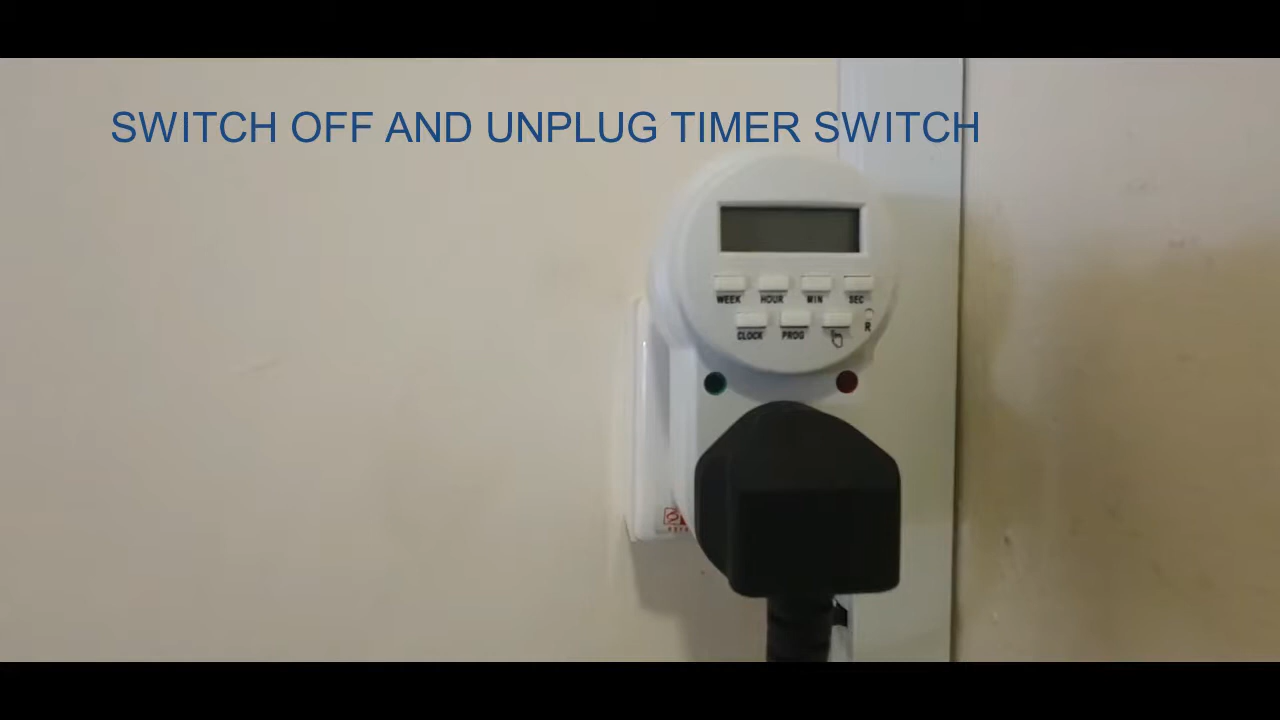 SWITCH OFF AND UNPLUG TIMER SWITCH
WEEK HOUR MIN SEC
CLOCK PROG R